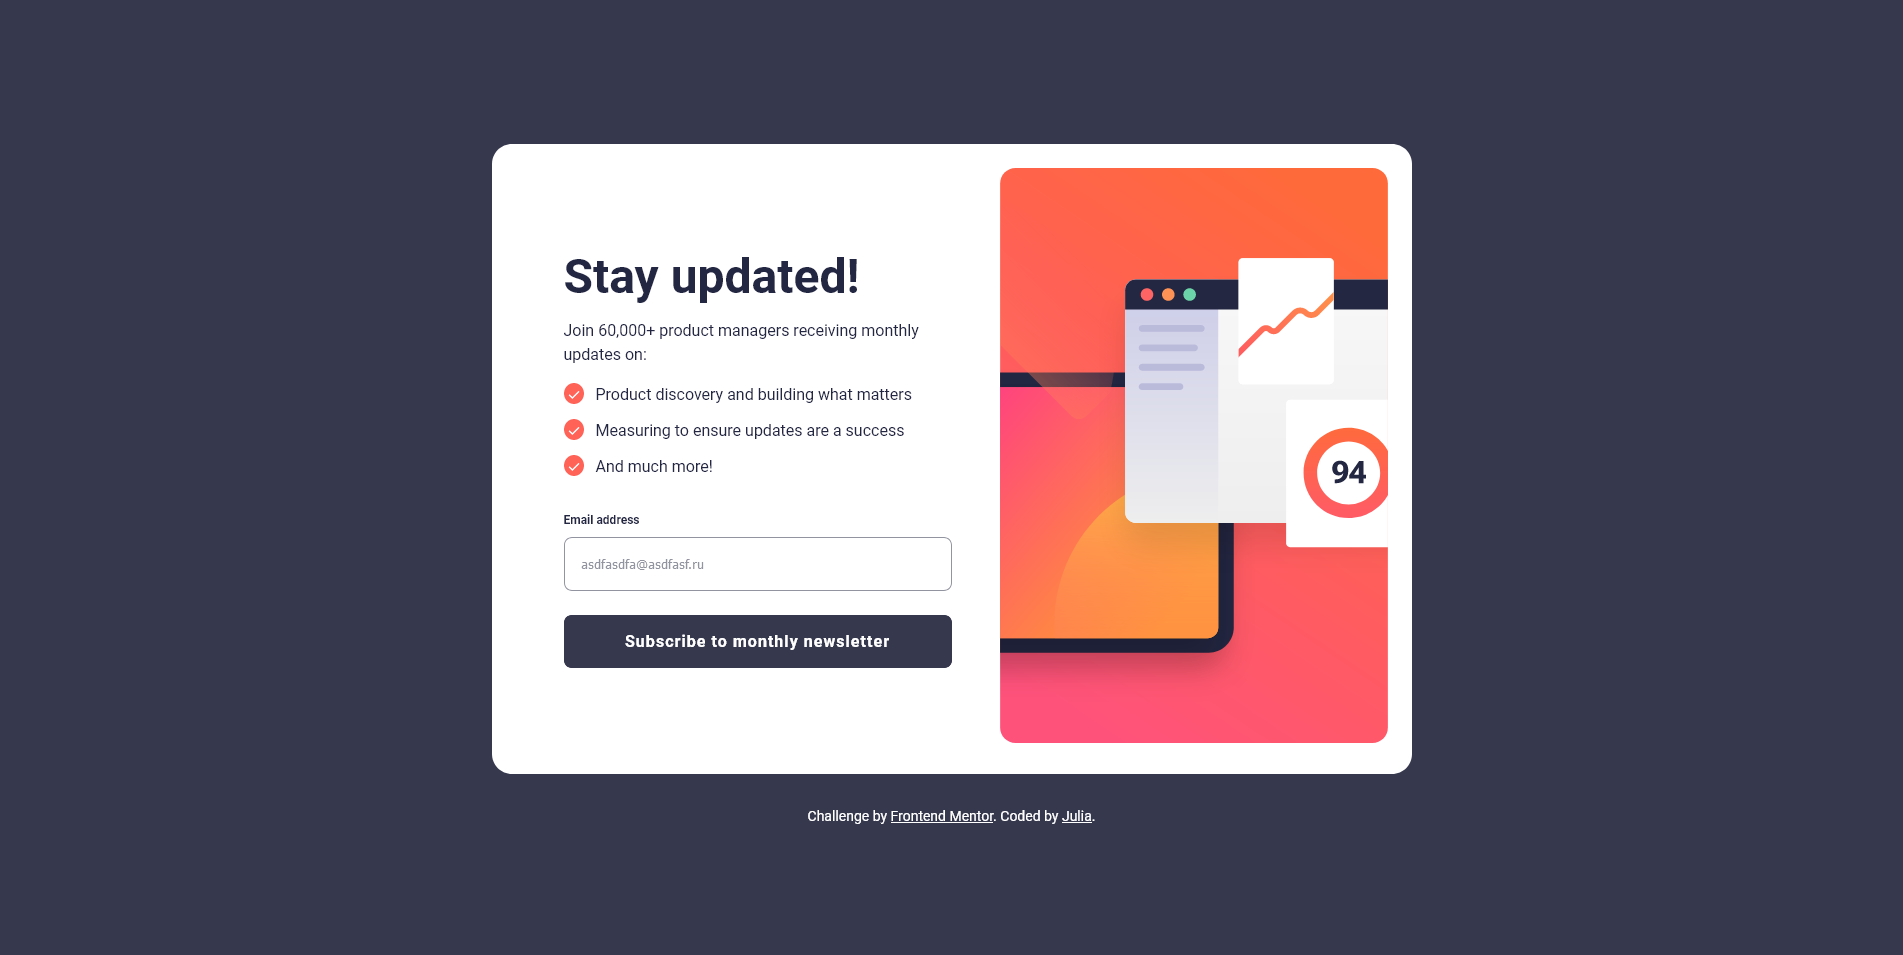 Stay updated!
Join 60,000+ product managers receiving monthly
updates on:
Product discovery and building what matters
Measuring to ensure updates are a success
And much more!
Email address
asdfasdfa@asdfasf.ru
Subscribe to monthly newsletter
94
Challenge by Frontend Mentor. Coded by Julia.